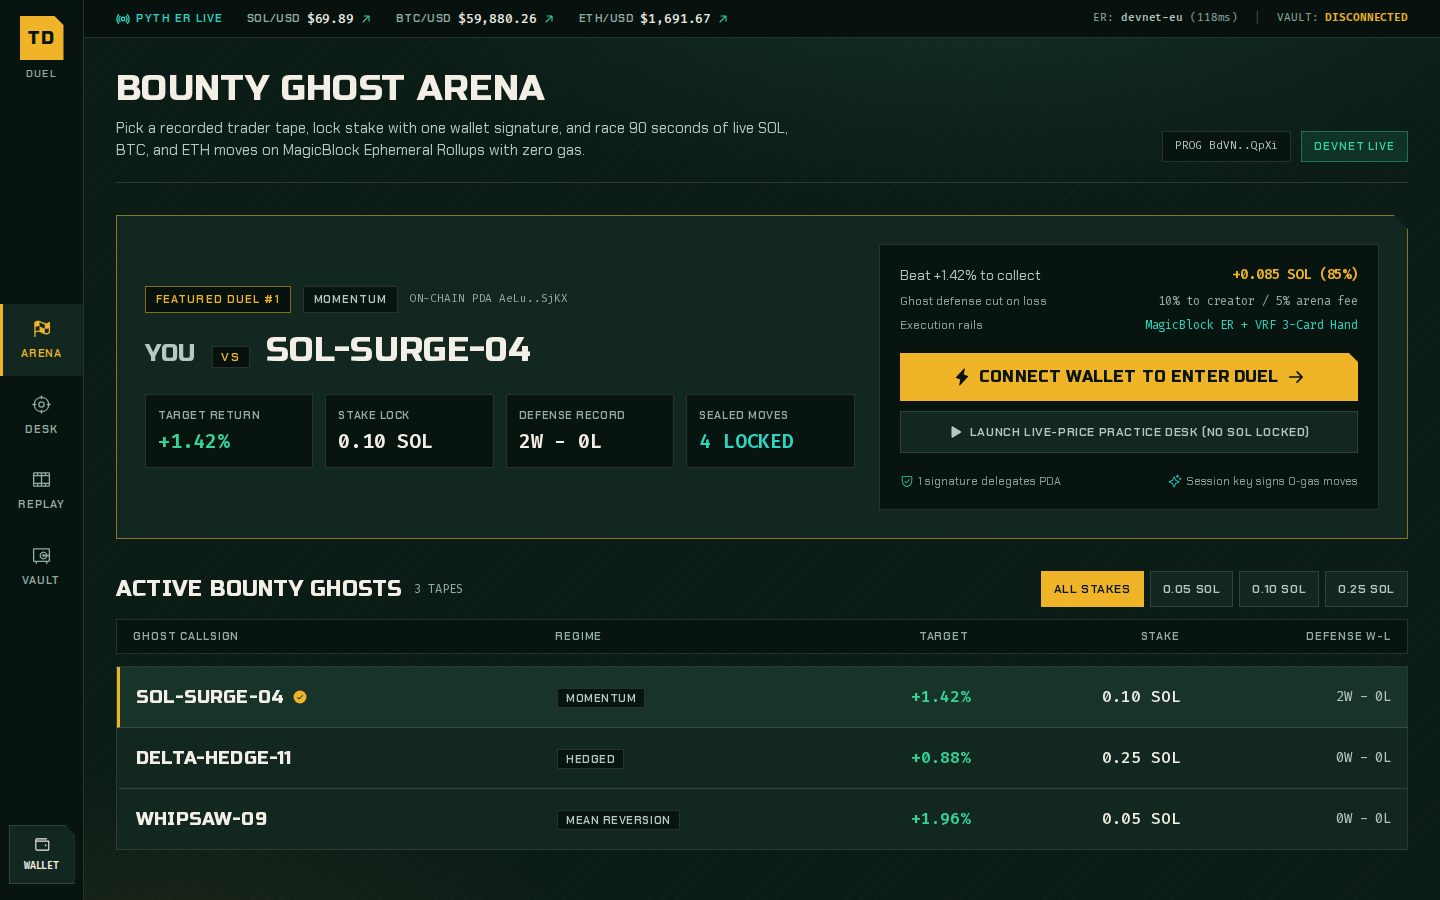 TD
DUEL
PYTH ER LIVE SOL/USD $69.89 BTC/USD $59,880.26 ETH/USD $1,691.67 ER: devnet-eu (118ms) VAULT: DISCONNECTED
BOUNTY GHOST ARENA
Pick a recorded trader tape, lock stake with one wallet signature, and race 90 seconds of live SOL,
BTC, and ETH moves on MagicBlock Ephemeral Rollups with zero gas.
PROG BdVN..QpXi DEVNET LIVE
ARENA
DESK
REPLAY
VAULT
WALLET
FEATURED DUEL #1 MOMENTUM ON-CHAIN PDA AeLu..SjKX
YOU VS SOL-SURGE-04
TARGET RETURN
+1.42%
STAKE LOCK
0.10 SOL
DEFENSE RECORD
2W - 0L
SEALED MOVES
4 LOCKED
Beat +1.42% to collect +0.085 SOL (85%)
Ghost defense cut on loss 10% to creator / 5% arena fee
Execution rails MagicBlock ER + VRF 3-Card Hand
CONNECT WALLET TO ENTER DUEL
LAUNCH LIVE-PRICE PRACTICE DESK (NO SOL LOCKED)
1 signature delegates PDA Session key signs 0-gas moves
ACTIVE BOUNTY GHOSTS 3 TAPES
ALL STAKES 0.05 SOL 0.10 SOL 0.25 SOL
GHOST CALLSIGN REGIME TARGET STAKE DEFENSE W-L
SOL-SURGE-04 MOMENTUM +1.42% 0.10 SOL 2W - 0L
DELTA-HEDGE-11 HEDGED +0.88% 0.25 SOL 0W - 0L
WHIPSAW-09 MEAN REVERSION +1.96% 0.05 SOL 0W - 0L